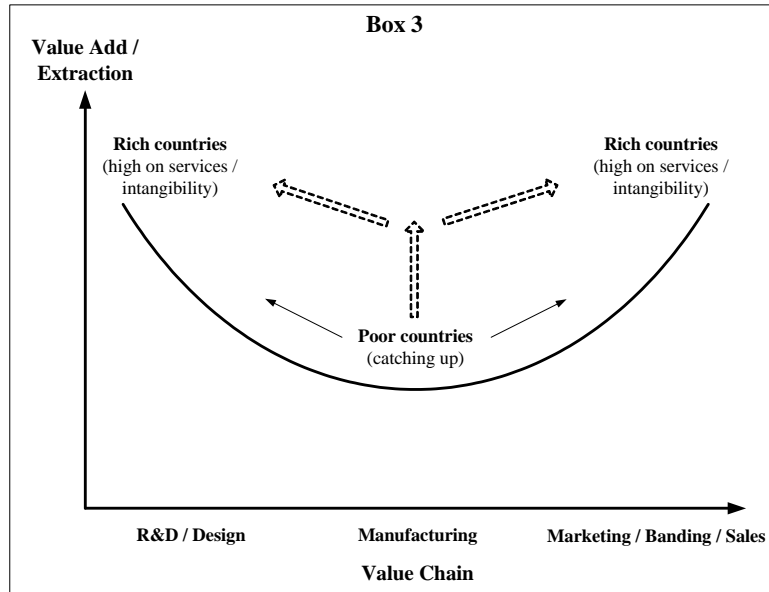 Box 3
Value Add /
Extraction
Rich countries
(high on services /
intangibility)
Rich countries
(high on services /
intangibility)
Poor countries
(catching up)
R&D / Design
Manufacturing
Marketing / Banding / Sales
Value Chain